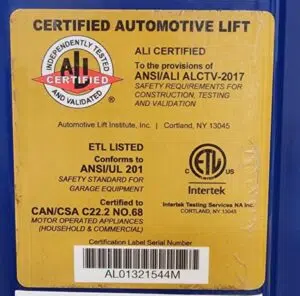 CERTIFIED AUTOMOTIVE LIFT
INDEPENDENTLY TESTED
ALI
CERTIFIED
AND VALIDATED
ALI CERTIFIED
To the provisions of
ANSI/ALI ALCTV-2017
SAFETY REQUIREMENTS FOR
CONSTRUCTION, TESTING
AND VALIDATION
Automotive Lift Institute, Inc. | Cortland, NY 13045
ETL LISTED
Conforms to
ANSI/UL 201
SAFETY STANDARD FOR
GARAGE EQUIPMENT
Certified to
CAN/CSA C22.2 NO.68
MOTOR OPERATED APPLIANCES
(HOUSEHOLD & COMMERCIAL)
C ETL US
Intertek
Intertek Testing Services NA Inc.
CORTLAND, NY 13045
Certification Label Serial Number
AL01321544M